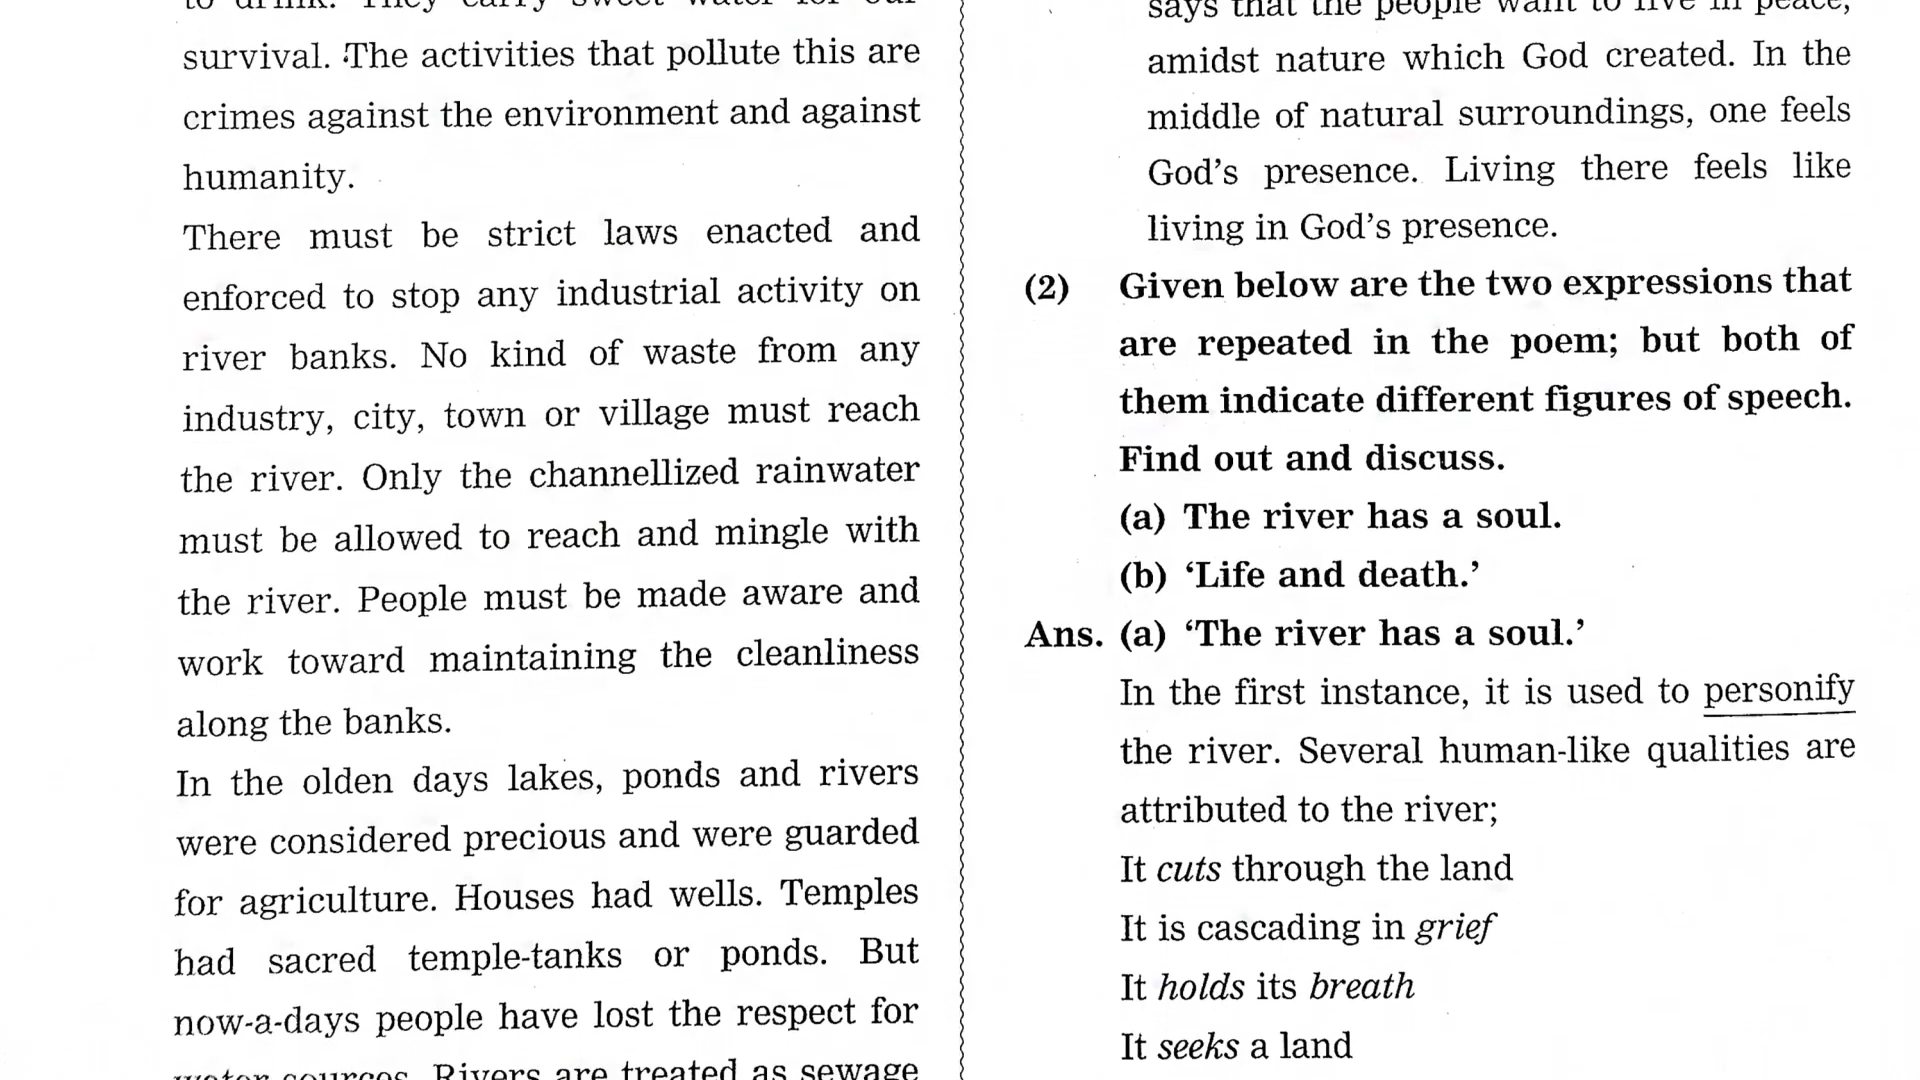 to drink. They carry sweet water for our
survival. The activities that pollute this are
crimes against the environment and against
humanity.
There must be strict laws enacted and
enforced to stop any industrial activity on
river banks. No kind of waste from any
industry, city, town or village must reach
the river. Only the channellized rainwater
must be allowed to reach and mingle with
the river. People must be made aware and
work toward maintaining the cleanliness
along the banks.
In the olden days lakes, ponds and rivers
were considered precious and were guarded
for agriculture. Houses had wells. Temples
had sacred temple-tanks or ponds. But
now-a-days people have lost the respect for
water sources. Rivers are treated as sewage
says that the people want to live in peace,
amidst nature which God created. In the
middle of natural surroundings, one feels
God's presence. Living there feels like
living in God's presence.
(2) Given below are the two expressions that
are repeated in the poem; but both of
them indicate different figures of speech.
Find out and discuss.
(a) The river has a soul.
(b) ‘Life and death.’
Ans. (a) ‘The river has a soul.’
In the first instance, it is used to personify
the river. Several human-like qualities are
attributed to the river;
It cuts through the land
It is cascading in grief
It holds its breath
It seeks a land